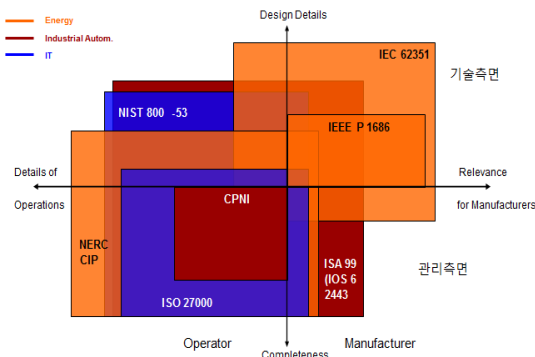 Energy
Industrial Autom.
IT
Design Details
IEC 62351
기술측면
NIST 800 -53
IEEE P 1686
Details of
Operations
Relevance
for Manufacturers
CPNI
NERC
CIP
ISA 99
(IOS 6
2443
관리측면
ISO 27000
Operator
Manufacturer
Completeness